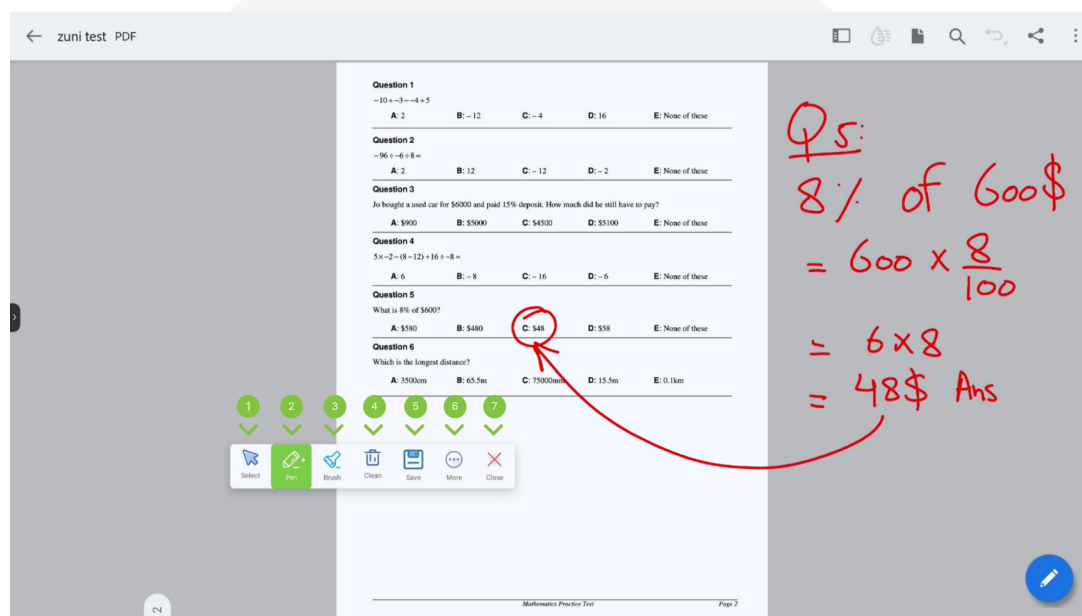 zuni test PDF
Question 1
−10+−3−−4+5
A: 2 B: − 12 C: − 4 D: 16 E: None of these
Question 2
−96÷−6÷8=
A: 2 B: 12 C: − 12 D: − 2 E: None of these
Question 3
Jo bought a used car for $6000 and paid 15% deposit. How much did he still have to pay?
A: $900 B: $5000 C: $4500 D: $5100 E: None of these
Question 4
5×−2−(8−12)+16÷−8=
A: 6 B: − 8 C: − 16 D: − 6 E: None of these
Question 5
What is 8% of $600?
A: $580 B: $480 C: $48 D: $58 E: None of these
Question 6
Which is the longest distance?
A: 3500cm B: 65.5m C: 75000mm D: 15.5m E: 0.1km
Q5:
8% of 600$
= 600 × 8/100
= 6×8
= 48$ Ans
1 2 3 4 5 6 7
Select Pen Brush Clean Save More Close
2
Mathematics Practice Test Page 2